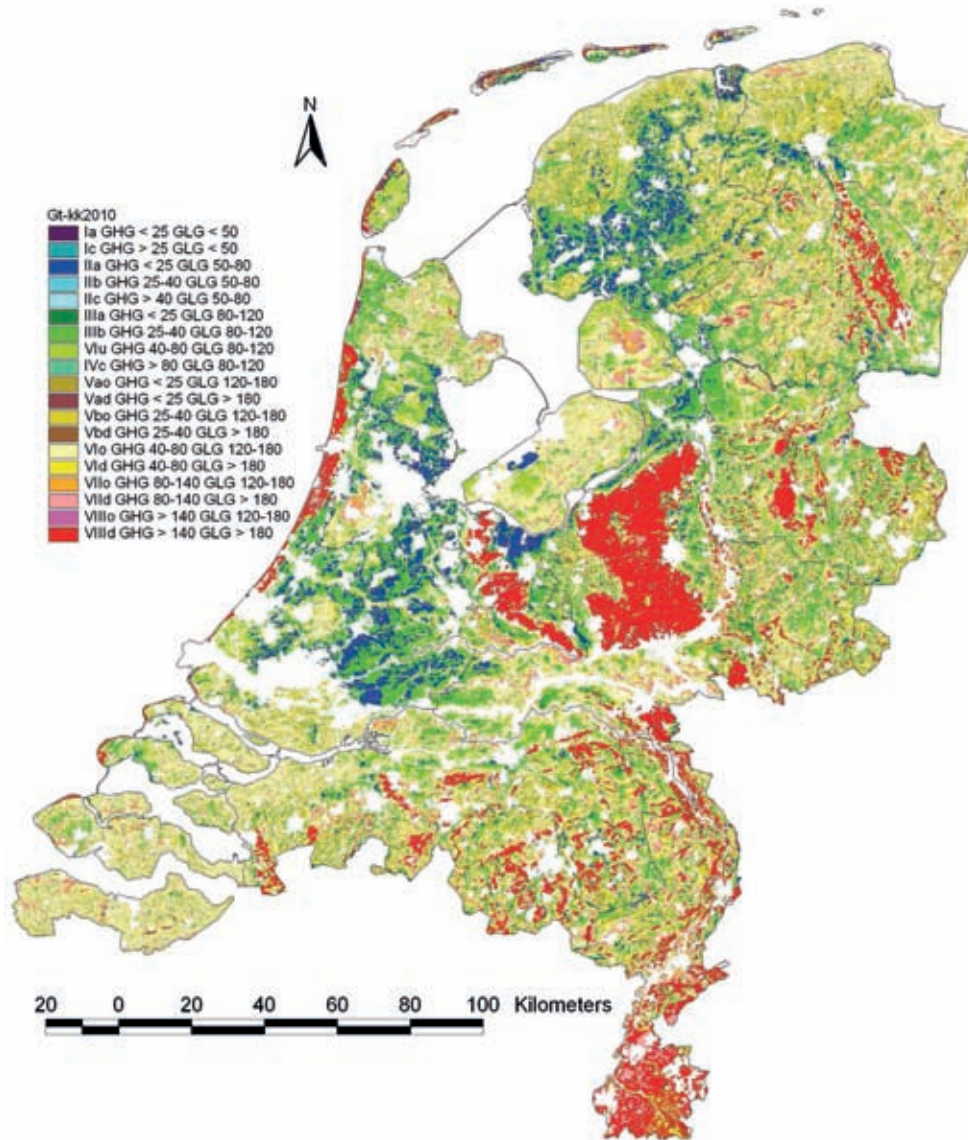 N
Gt-kk2010
Ia GHG < 25 GLG < 50
Ic GHG > 25 GLG < 50
IIa GHG < 25 GLG 50-80
IIb GHG 25-40 GLG 50-80
IIc GHG > 40 GLG 50-80
IIIa GHG < 25 GLG 80-120
IIIb GHG 25-40 GLG 80-120
VIu GHG 40-80 GLG 80-120
IVc GHG > 80 GLG 80-120
Vao GHG < 25 GLG 120-180
Vad GHG < 25 GLG > 180
Vbo GHG 25-40 GLG 120-180
Vbd GHG 25-40 GLG > 180
VIo GHG 40-80 GLG 120-180
VId GHG 40-80 GLG > 180
VIIo GHG 80-140 GLG 120-180
VIId GHG 80-140 GLG > 180
VIIIo GHG > 140 GLG 120-180
VIIId GHG > 140 GLG > 180
20 0 20 40 60 80 100 Kilometers